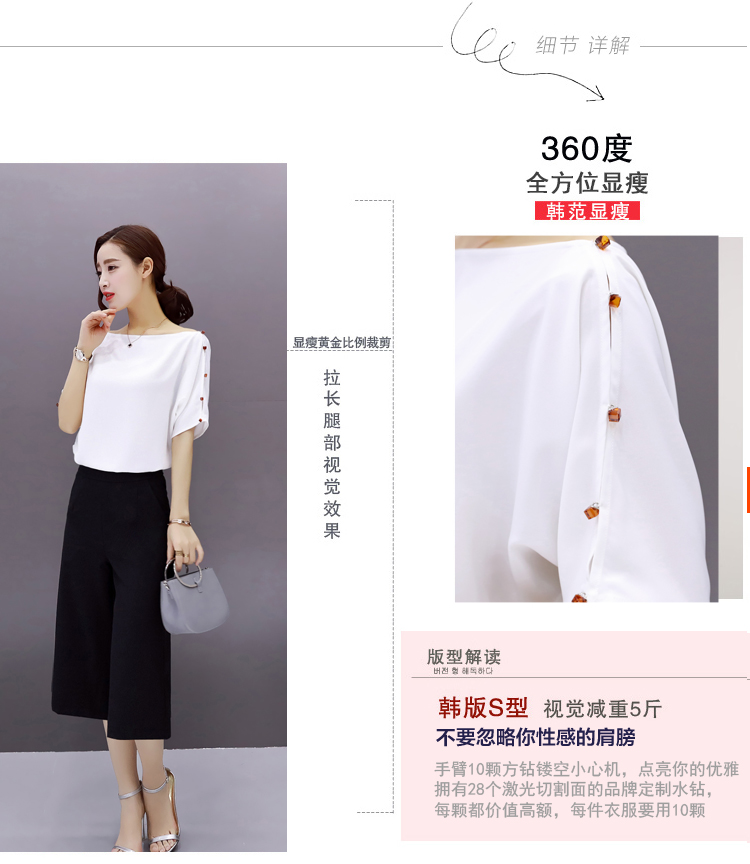 细节 详解
360度
全方位显瘦
韩范显瘦
显瘦黄金比例裁剪
拉长腿部视觉效果
版型解读
버전 형 해독하다
韩版S型 视觉减重5斤
不要忽略你性感的肩膀
手臂10颗方钻镂空小心机，点亮你的优雅
拥有28个激光切割面的品牌定制水钻，
每颗都价值高额，每件衣服要用10颗